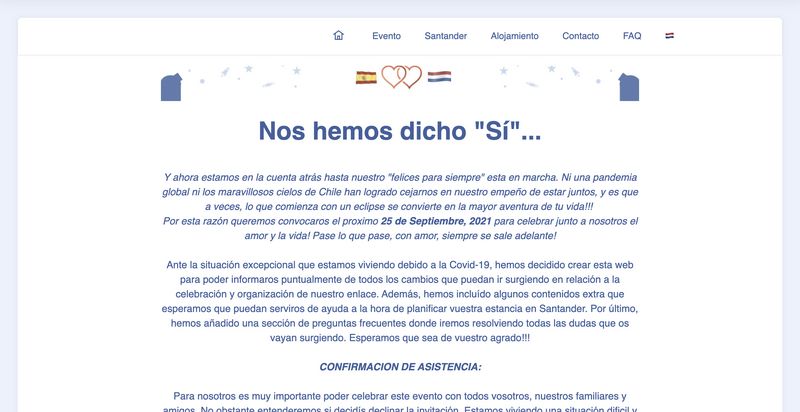 Evento Santander Alojamiento Contacto FAQ
Nos hemos dicho "Sí"...
Y ahora estamos en la cuenta atrás hasta nuestro "felices para siempre" esta en marcha. Ni una pandemia
global ni los maravillosos cielos de Chile han logrado cejarnos en nuestro empeño de estar juntos, y es que
a veces, lo que comienza con un eclipse se convierte en la mayor aventura de tu vida!!!
Por esta razón queremos convocaros el proximo 25 de Septiembre, 2021 para celebrar junto a nosotros el
amor y la vida! Pase lo que pase, con amor, siempre se sale adelante!
Ante la situación excepcional que estamos viviendo debido a la Covid-19, hemos decidido crear esta web
para poder informaros puntualmente de todos los cambios que puedan ir surgiendo en relación a la
celebración y organización de nuestro enlace. Además, hemos incluído algunos contenidos extra que
esperamos que puedan serviros de ayuda a la hora de planificar vuestra estancia en Santander. Por último,
hemos añadido una sección de preguntas frecuentes donde iremos resolviendo todas las dudas que os
vayan surgiendo. Esperamos que sea de vuestro agrado!!!
CONFIRMACION DE ASISTENCIA:
Para nosotros es muy importante poder celebrar este evento con todos vosotros, nuestros familiares y
amigos. No obstante entenderemos si decidís declinar la invitación. Estamos viviendo una situación dificil y